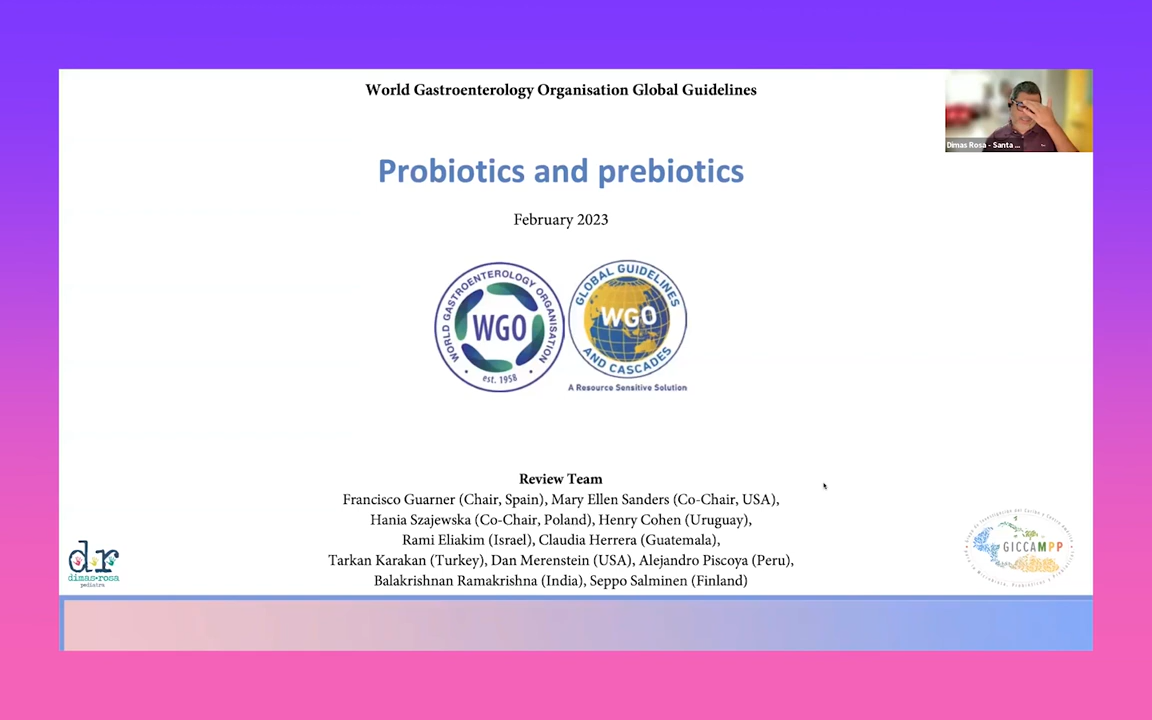 World Gastroenterology Organisation Global Guidelines
Dimas Rosa - Santa ...
Probiotics and prebiotics
February 2023
WORLD GASTROENTEROLOGY ORGANISATION
WGO
est. 1958
GLOBAL GUIDELINES
WGO
AND CASCADES
A Resource Sensitive Solution
Review Team
Francisco Guarner (Chair, Spain), Mary Ellen Sanders (Co-Chair, USA),
Hania Szajewska (Co-Chair, Poland), Henry Cohen (Uruguay),
Rami Eliakim (Israel), Claudia Herrera (Guatemala),
Tarkan Karakan (Turkey), Dan Merenstein (USA), Alejandro Piscoya (Peru),
Balakrishnan Ramakrishna (India), Seppo Salminen (Finland)
dr
dimas·rosa
pediatra
GICCAMPP